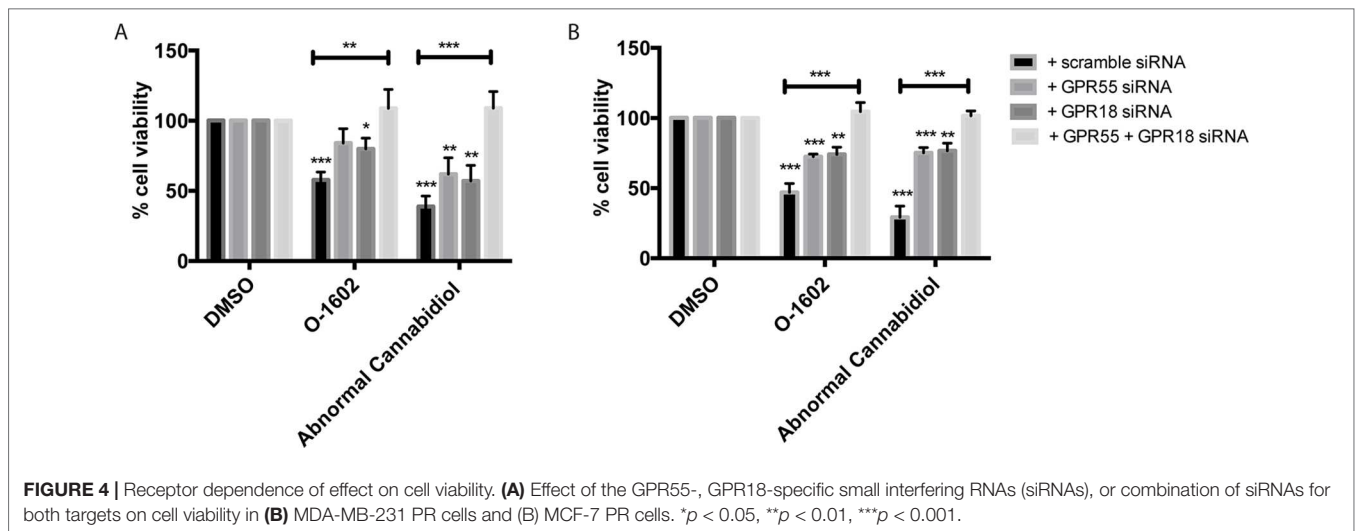 A
150
100
50
0
% cell viability
**
***
***
*
***
**
**
DMSO
O-1602
Abnormal Cannabidiol
B
150
100
50
0
% cell viability
***
***
***
***
**
***
***
**
DMSO
O-1602
Abnormal Cannabidiol
+ scramble siRNA
+ GPR55 siRNA
+ GPR18 siRNA
+ GPR55 + GPR18 siRNA
FIGURE 4 | Receptor dependence of effect on cell viability. (A) Effect of the GPR55-, GPR18-specific small interfering RNAs (siRNAs), or combination of siRNAs for
both targets on cell viability in (B) MDA-MB-231 PR cells and (B) MCF-7 PR cells. *p < 0.05, **p < 0.01, ***p < 0.001.